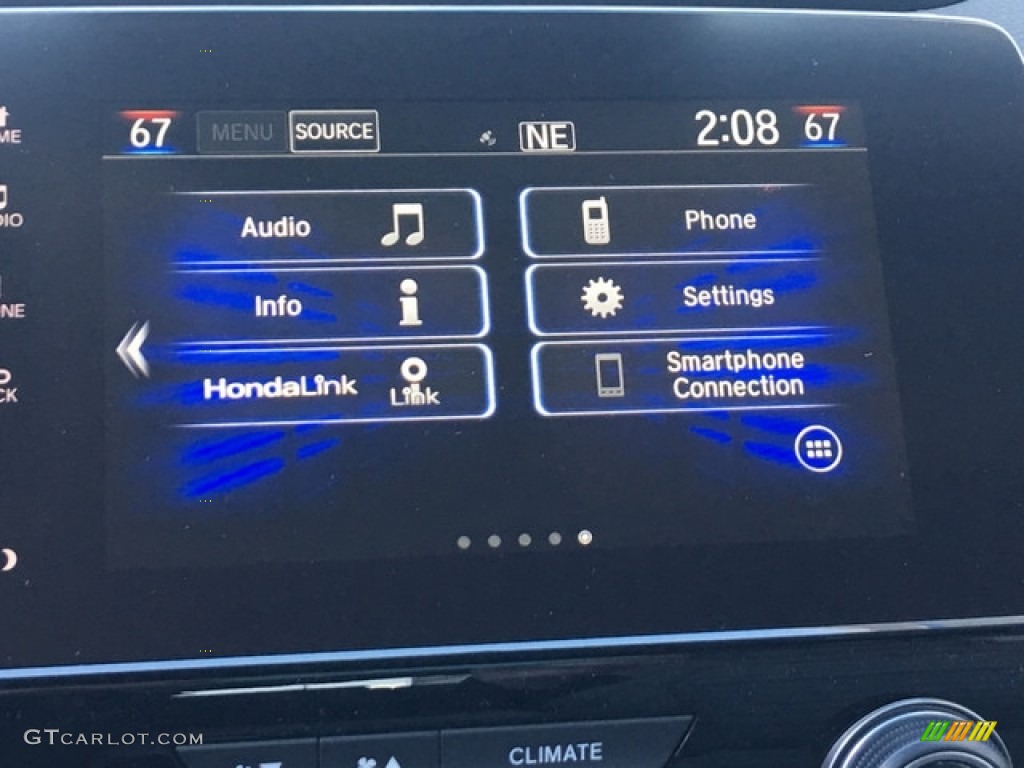 67 MENU SOURCE NE 2:08 67
Audio
Phone
Info
Settings
HondaLink
Link
Smartphone
Connection
CLIMATE
GTCARLOT.COM